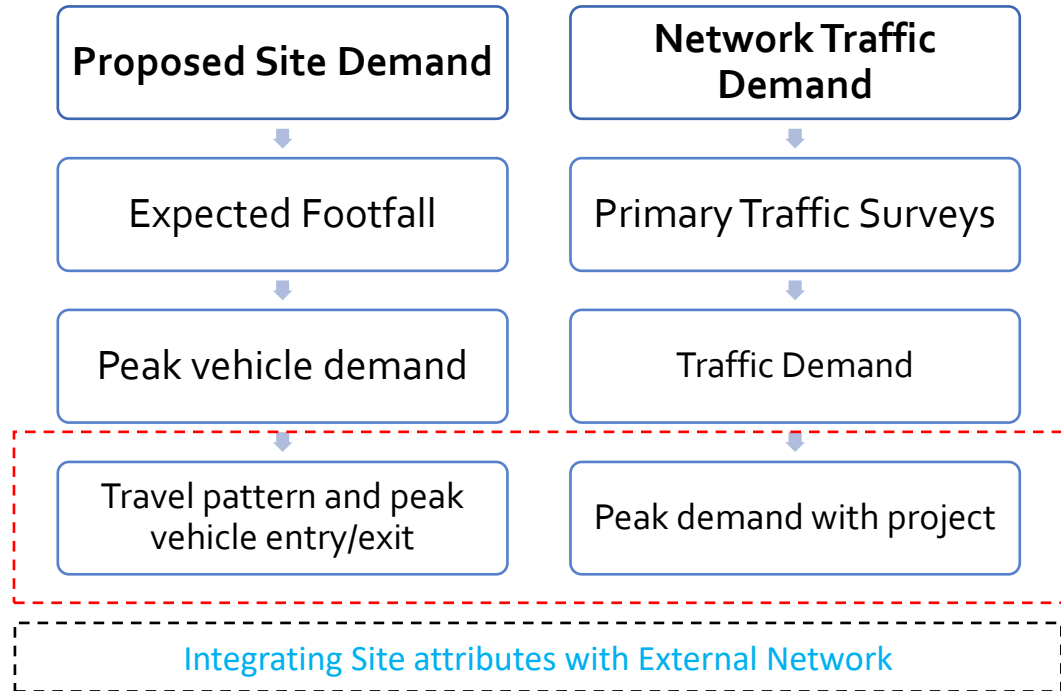 Proposed Site Demand
Expected Footfall
Peak vehicle demand
Travel pattern and peak
vehicle entry/exit
Network Traffic
Demand
Primary Traffic Surveys
Traffic Demand
Peak demand with project
Integrating Site attributes with External Network